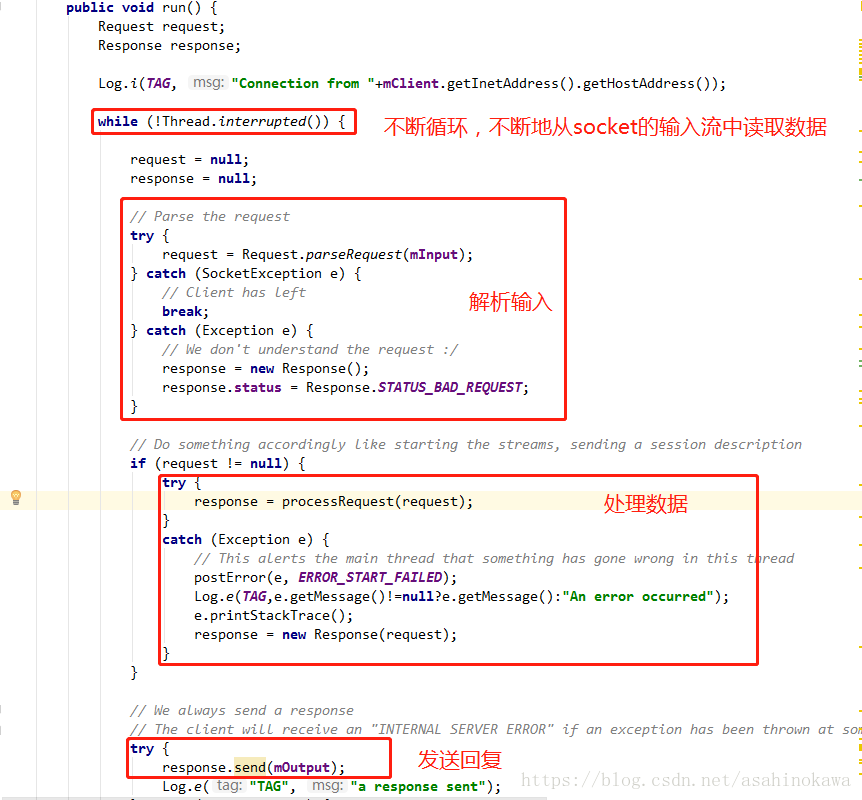 public void run() {
Request request;
Response response;
Log.i(TAG, msg: "Connection from "+mClient.getInetAddress().getHostAddress());
while (!Thread.interrupted()) { 不断循环，不断地从socket的输入流中读取数据
request = null;
response = null;
// Parse the request
try {
request = Request.parseRequest(mInput);
} catch (SocketException e) {
// Client has left
break;
解析输入
} catch (Exception e) {
// We don't understand the request :/
response = new Response();
response.status = Response.STATUS_BAD_REQUEST;
}
// Do something accordingly like starting the streams, sending a session description
if (request != null) {
try {
response = processRequest(request); 处理数据
}
catch (Exception e) {
// This alerts the main thread that something has gone wrong in this thread
postError(e, ERROR_START_FAILED);
Log.e(TAG,e.getMessage()!=null?e.getMessage():"An error occurred");
e.printStackTrace();
response = new Response(request);
}
}
// We always send a response
// The client will receive an "INTERNAL SERVER ERROR" if an exception has been thrown at som
try {
response.send(mOutput); 发送回复
Log.e( tag: "TAG", msg: "a response sent");
https://blog.csdn.net/asahinokawa